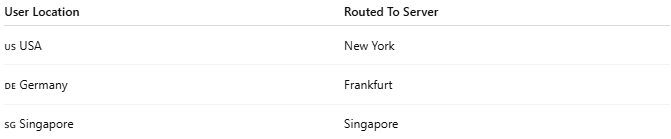 User Location Routed To Server
us USA New York
DE Germany Frankfurt
SG Singapore Singapore